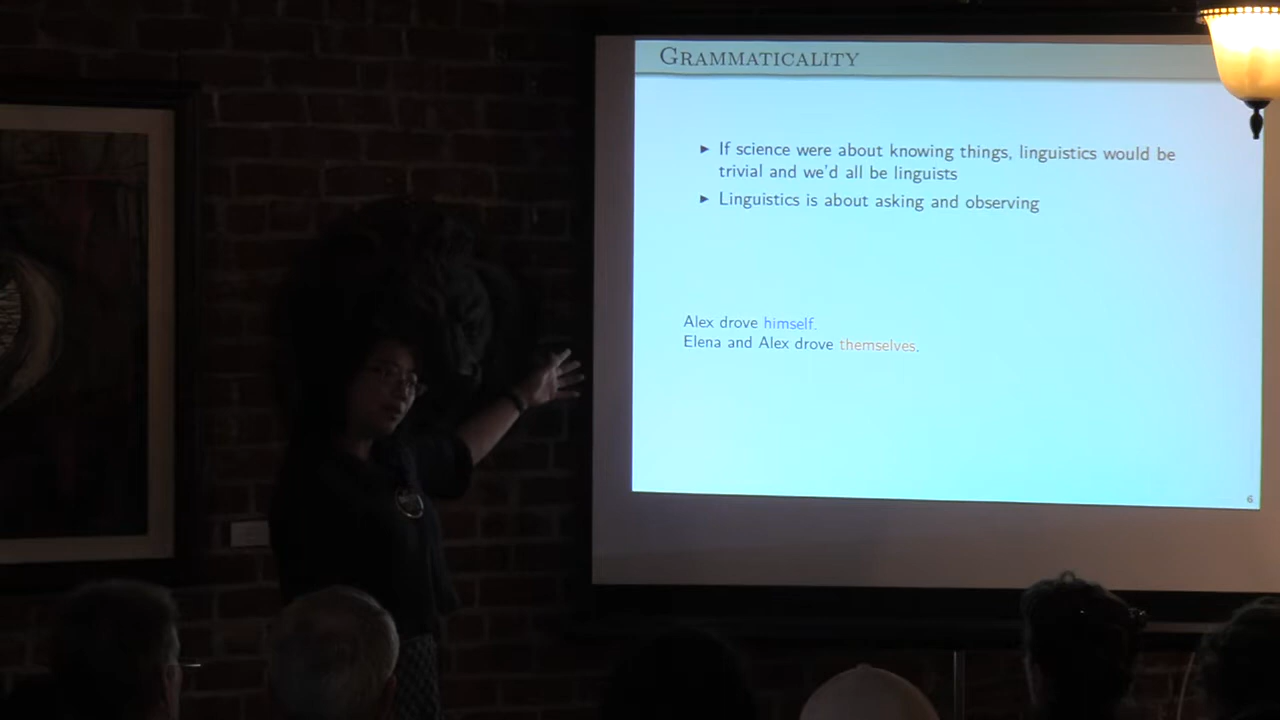 GRAMMATICALITY
▸ If science were about knowing things, linguistics would be
trivial and we'd all be linguists
▸ Linguistics is about asking and observing
Alex drove himself.
Elena and Alex drove themselves.
6